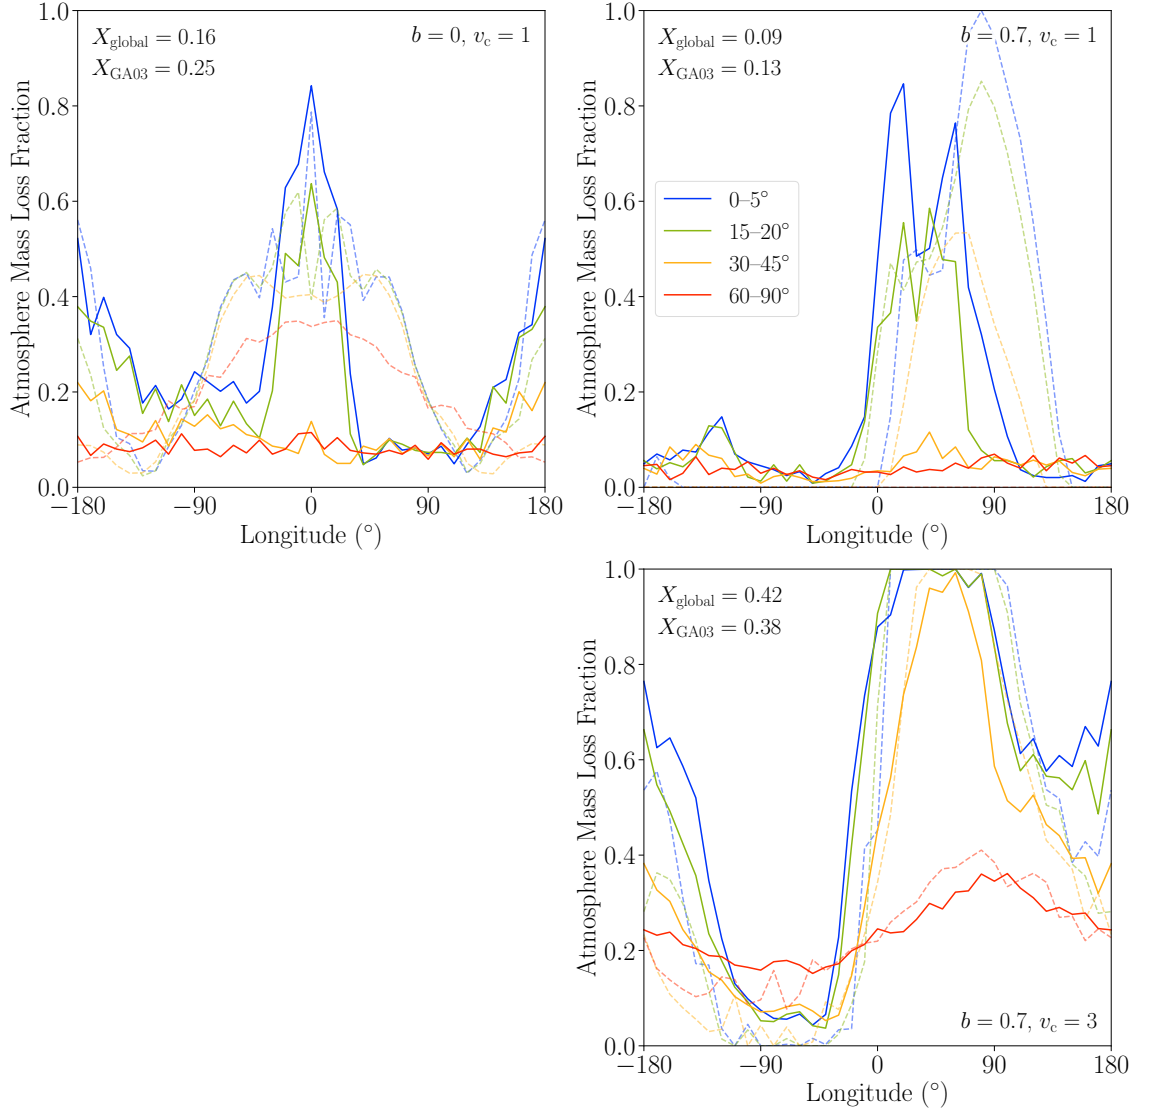 X_global = 0.16
X_GA03 = 0.25
b = 0, v_c = 1
Atmosphere Mass Loss Fraction
1.0
0.8
0.6
0.4
0.2
0.0
−180
−90
0
90
180
Longitude (°)
X_global = 0.09
X_GA03 = 0.13
b = 0.7, v_c = 1
0–5°
15–20°
30–45°
60–90°
Atmosphere Mass Loss Fraction
1.0
0.8
0.6
0.4
0.2
0.0
−180
−90
0
90
180
Longitude (°)
X_global = 0.42
X_GA03 = 0.38
Atmosphere Mass Loss Fraction
1.0
0.8
0.6
0.4
0.2
0.0
b = 0.7, v_c = 3
−180
−90
0
90
180
Longitude (°)